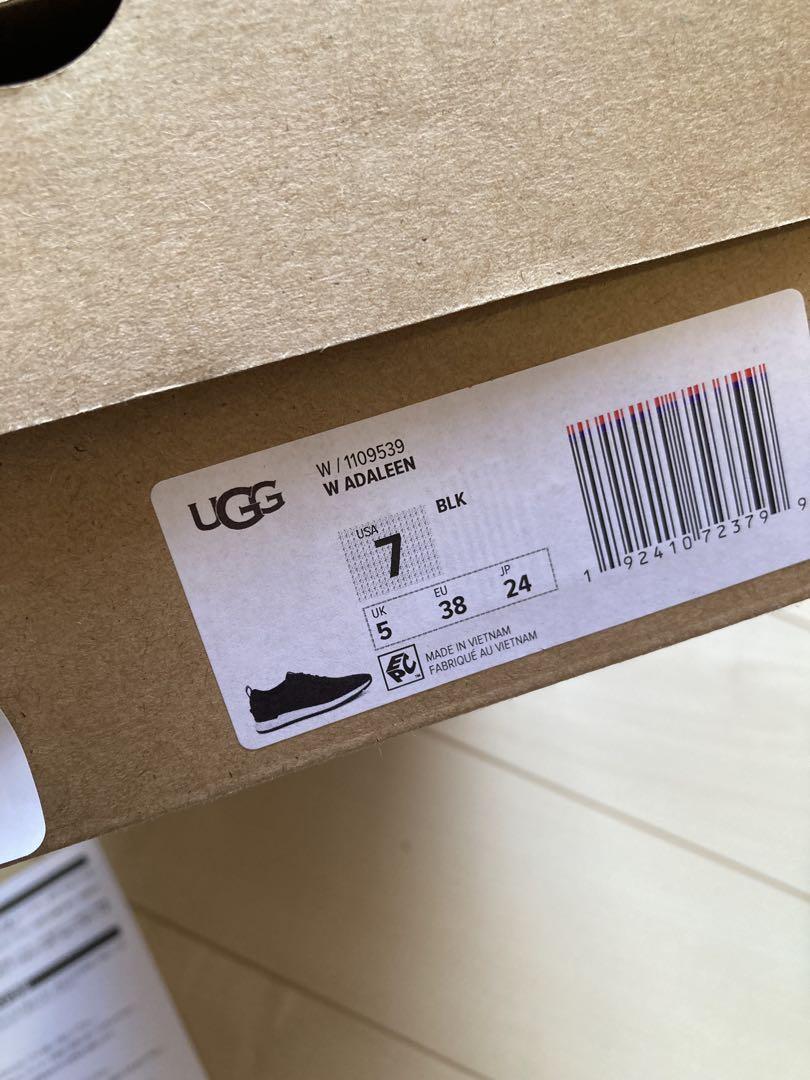 UGG
W / 1109539
W ADALEEN
BLK
USA
7
UK
5
EU
38
JP
24
EPC™
MADE IN VIETNAM
FABRIQUÉ AU VIETNAM
1 92410 72379 9